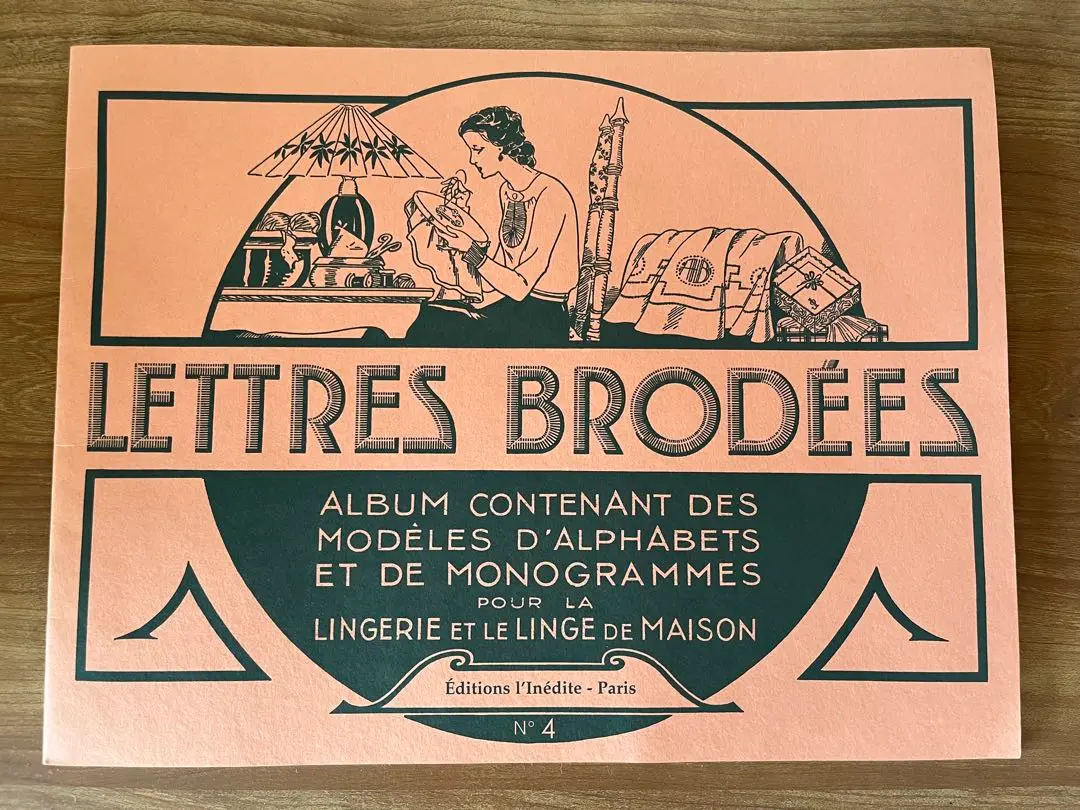 LETTRES BRODÉES
ALBUM CONTENANT DES
MODÈLES D'ALPHABETS
ET DE MONOGRAMMES
POUR LA
LINGERIE ET LE LINGE DE MAISON
Éditions l'Inédite - Paris
N° 4